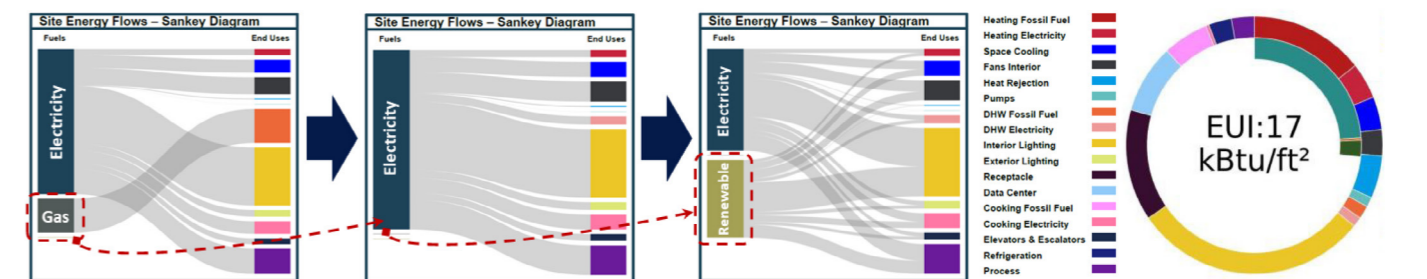 Site Energy Flows – Sankey Diagram
Fuels End Uses
Electricity
Gas
Site Energy Flows – Sankey Diagram
Fuels End Uses
Electricity
Site Energy Flows – Sankey Diagram
Fuels End Uses
Electricity
Renewable
Heating Fossil Fuel
Heating Electricity
Space Cooling
Fans Interior
Heat Rejection
Pumps
DHW Fossil Fuel
DHW Electricity
Interior Lighting
Exterior Lighting
Receptacle
Data Center
Cooking Fossil Fuel
Cooking Electricity
Elevators & Escalators
Refrigeration
Process
EUI:17
kBtu/ft²